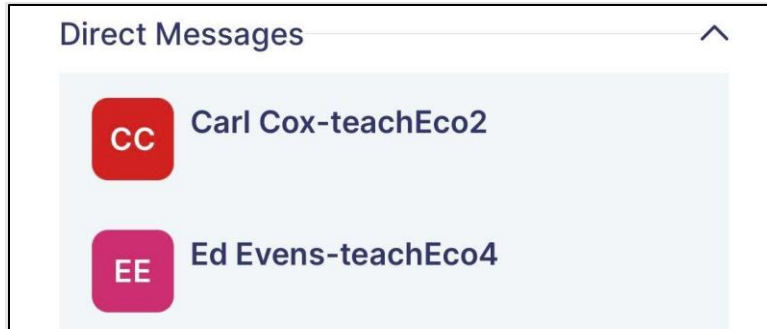 Direct Messages
CC
Carl Cox-teachEco2
EE
Ed Evens-teachEco4